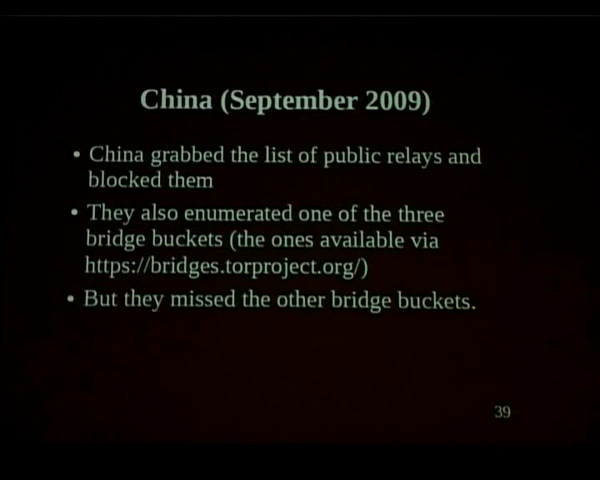 China (September 2009)
• China grabbed the list of public relays and
blocked them
• They also enumerated one of the three
bridge buckets (the ones available via
https://bridges.torproject.org/)
• But they missed the other bridge buckets.
39